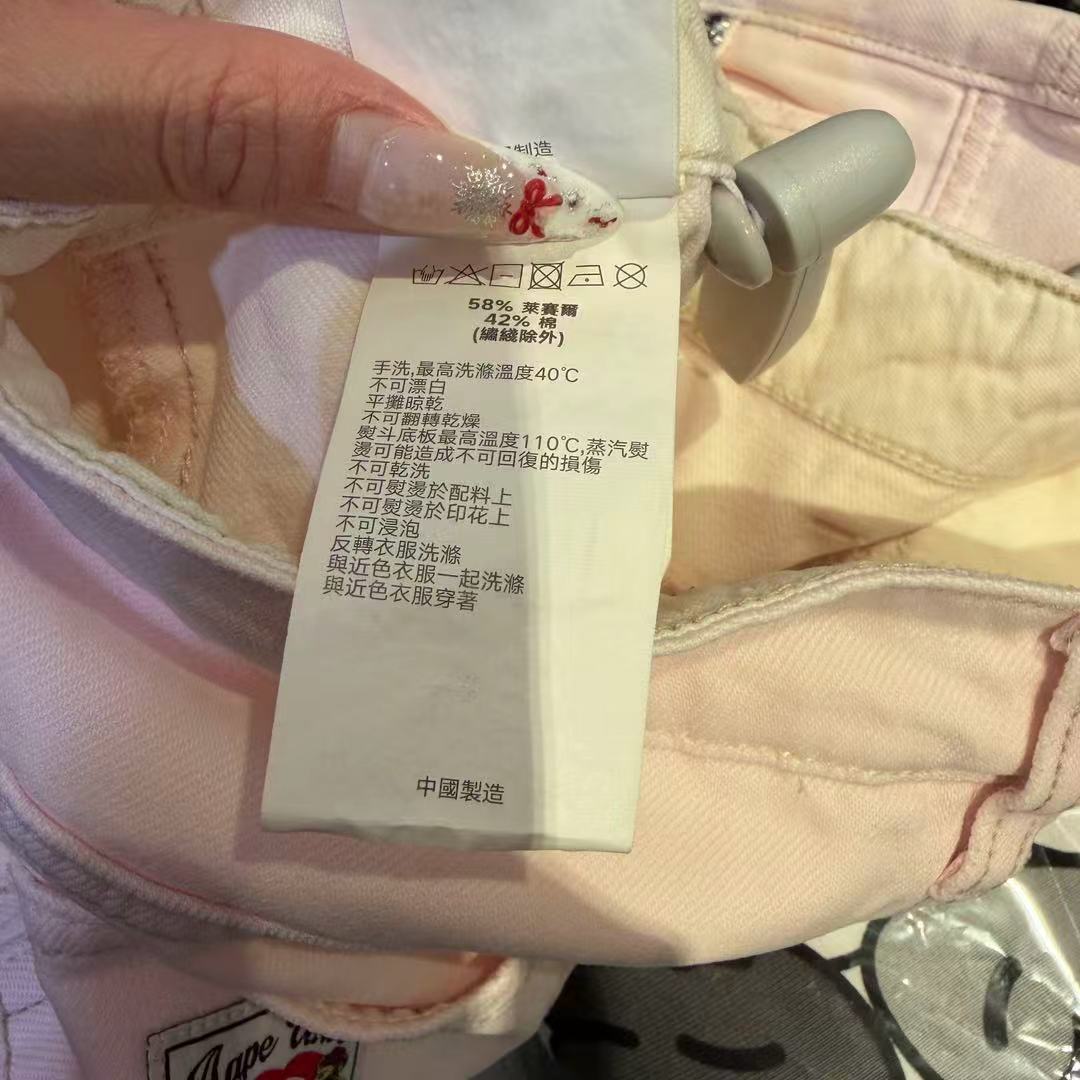 制造
58% 萊賽爾
42% 棉
(繡綫除外)
手洗,最高洗滌溫度40℃
不可漂白
平攤晾乾
不可翻轉乾燥
熨斗底板最高溫度110℃,蒸汽熨
燙可能造成不可回復的損傷
不可乾洗
不可熨燙於配料上
不可熨燙於印花上
不可浸泡
反轉衣服洗滌
與近色衣服一起洗滌
與近色衣服穿著
中國製造
Aape